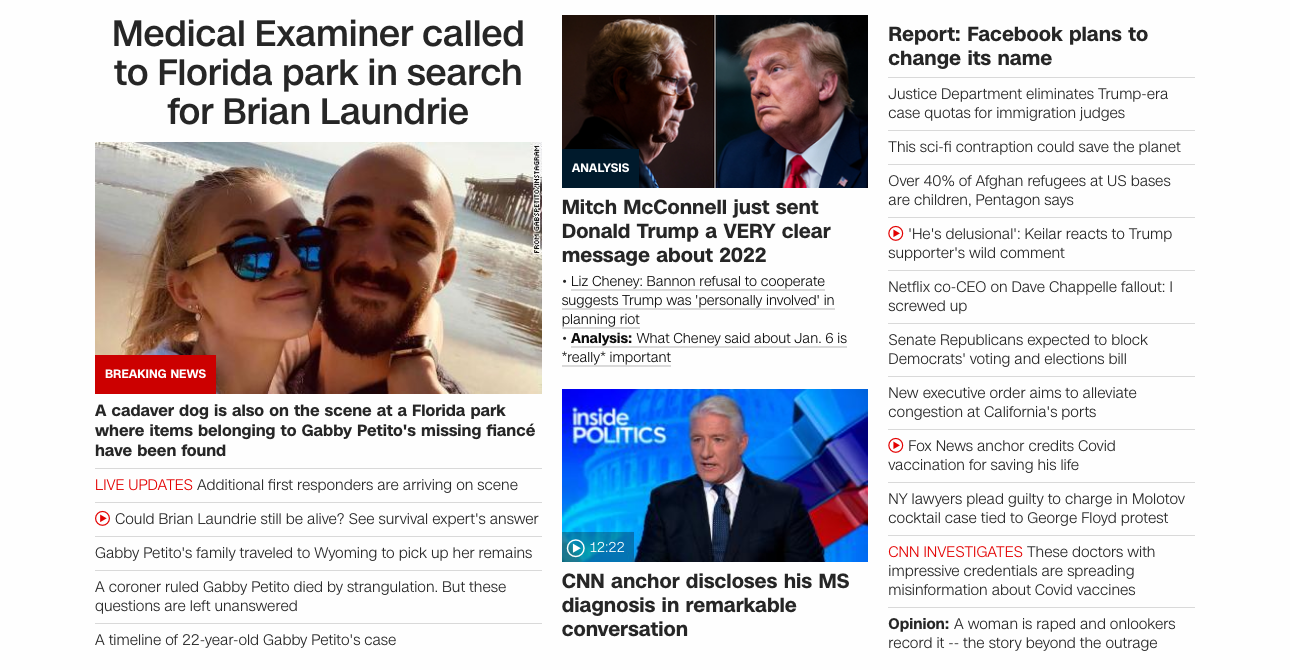 Medical Examiner called
to Florida park in search
for Brian Laundrie
FROM GABSPETITO/INSTAGRAM
BREAKING NEWS
A cadaver dog is also on the scene at a Florida park
where items belonging to Gabby Petito's missing fiancé
have been found
LIVE UPDATES Additional first responders are arriving on scene
Could Brian Laundrie still be alive? See survival expert's answer
Gabby Petito's family traveled to Wyoming to pick up her remains
A coroner ruled Gabby Petito died by strangulation. But these
questions are left unanswered
A timeline of 22-year-old Gabby Petito's case
ANALYSIS
Mitch McConnell just sent
Donald Trump a VERY clear
message about 2022
• Liz Cheney: Bannon refusal to cooperate
suggests Trump was 'personally involved' in
planning riot
• Analysis: What Cheney said about Jan. 6 is
*really* important
inside
POLITICS
12:22
CNN anchor discloses his MS
diagnosis in remarkable
conversation
Report: Facebook plans to
change its name
Justice Department eliminates Trump-era
case quotas for immigration judges
This sci-fi contraption could save the planet
Over 40% of Afghan refugees at US bases
are children, Pentagon says
'He's delusional': Keilar reacts to Trump
supporter's wild comment
Netflix co-CEO on Dave Chappelle fallout: I
screwed up
Senate Republicans expected to block
Democrats' voting and elections bill
New executive order aims to alleviate
congestion at California's ports
Fox News anchor credits Covid
vaccination for saving his life
NY lawyers plead guilty to charge in Molotov
cocktail case tied to George Floyd protest
CNN INVESTIGATES These doctors with
impressive credentials are spreading
misinformation about Covid vaccines
Opinion: A woman is raped and onlookers
record it -- the story beyond the outrage